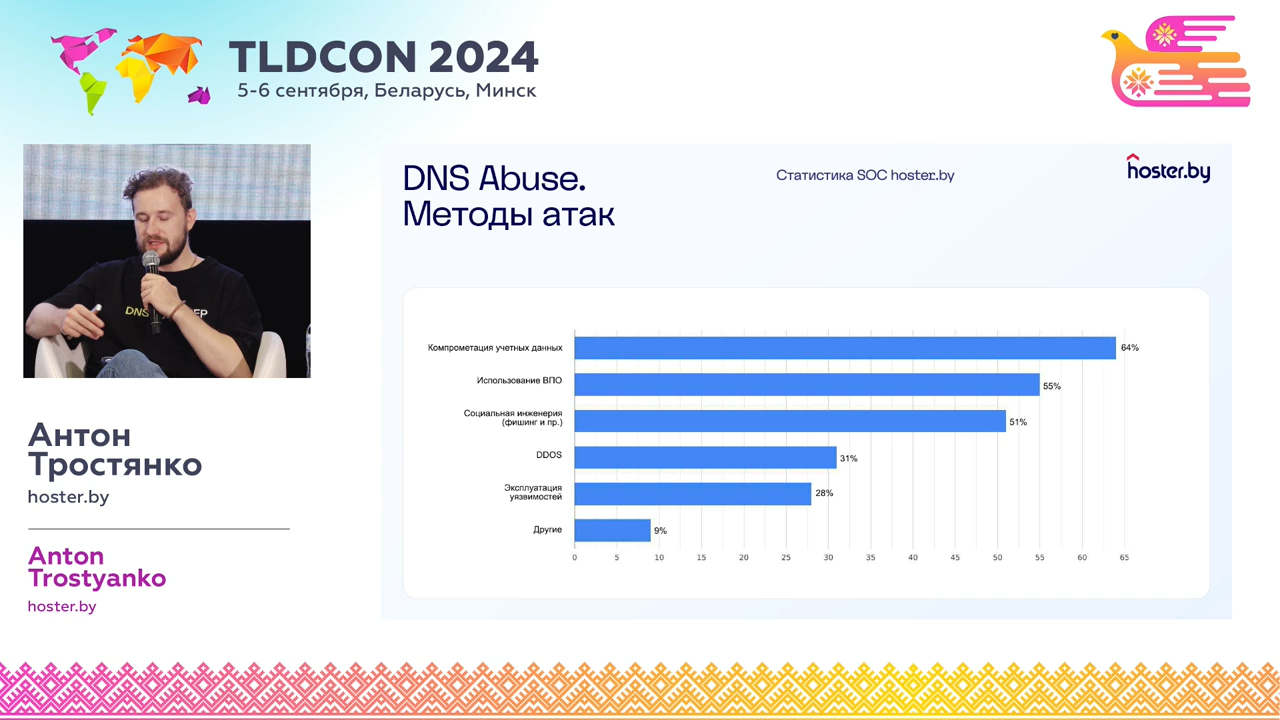 TLDCON 2024
5-6 сентября, Беларусь, Минск
DNS Abuse.
Методы атак
Статистика SOC hoster.by
hoster.by
Компрометация учетных данных
64%
Использование ВПО
55%
Социальная инженерия
(фишинг и пр.)
51%
DDOS
31%
Эксплуатация
уязвимостей
28%
Другие
9%
0 5 10 15 20 25 30 35 40 45 50 55 60 65
DNS
Антон
Тростянко
hoster.by
Anton
Trostyanko
hoster.by